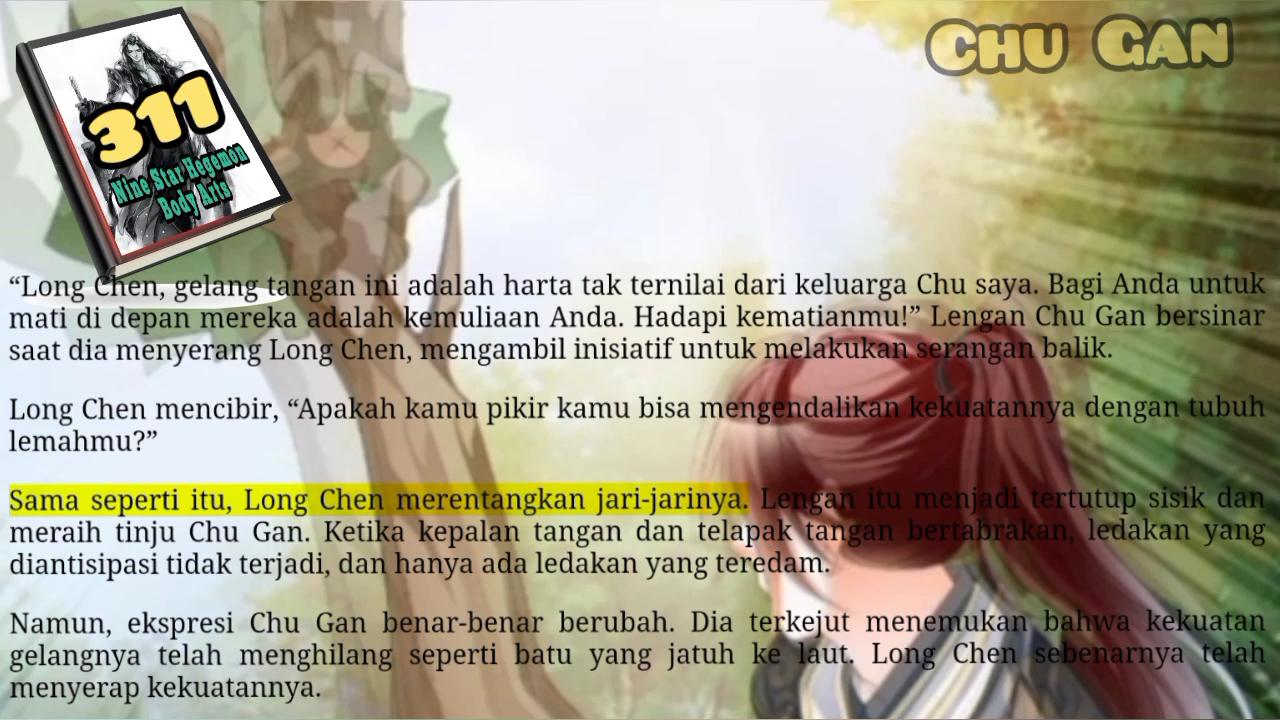 311
Nine Star Hegemon
Body Arts
Chu Gan
“Long Chen, gelang tangan ini adalah harta tak ternilai dari keluarga Chu saya. Bagi Anda untuk
mati di depan mereka adalah kemuliaan Anda. Hadapi kematianmu!” Lengan Chu Gan bersinar
saat dia menyerang Long Chen, mengambil inisiatif untuk melakukan serangan balik.
Long Chen mencibir, “Apakah kamu pikir kamu bisa mengendalikan kekuatannya dengan tubuh
lemahmu?”
Sama seperti itu, Long Chen merentangkan jari-jarinya. Lengan itu menjadi tertutup sisik dan
meraih tinju Chu Gan. Ketika kepalan tangan dan telapak tangan bertabrakan, ledakan yang
diantisipasi tidak terjadi, dan hanya ada ledakan yang teredam.
Namun, ekspresi Chu Gan benar-benar berubah. Dia terkejut menemukan bahwa kekuatan
gelangnya telah menghilang seperti batu yang jatuh ke laut. Long Chen sebenarnya telah
menyerap kekuatannya.